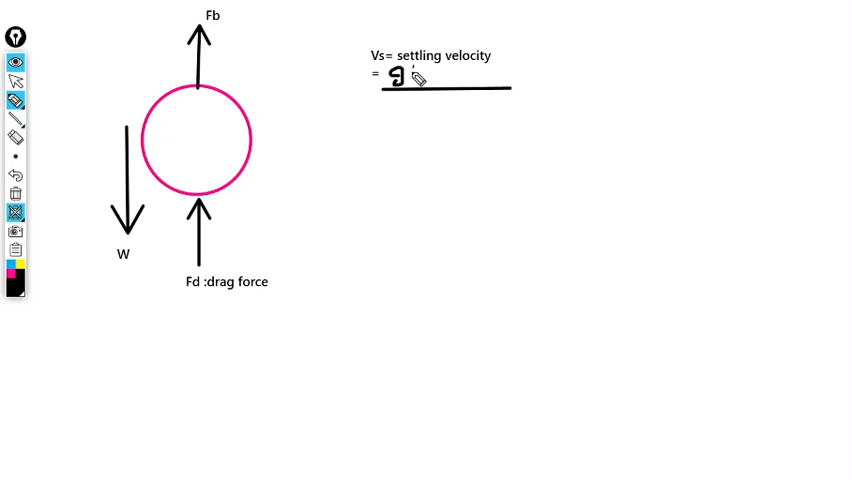 Fb
Vs= settling velocity
= g
W
Fd :drag force